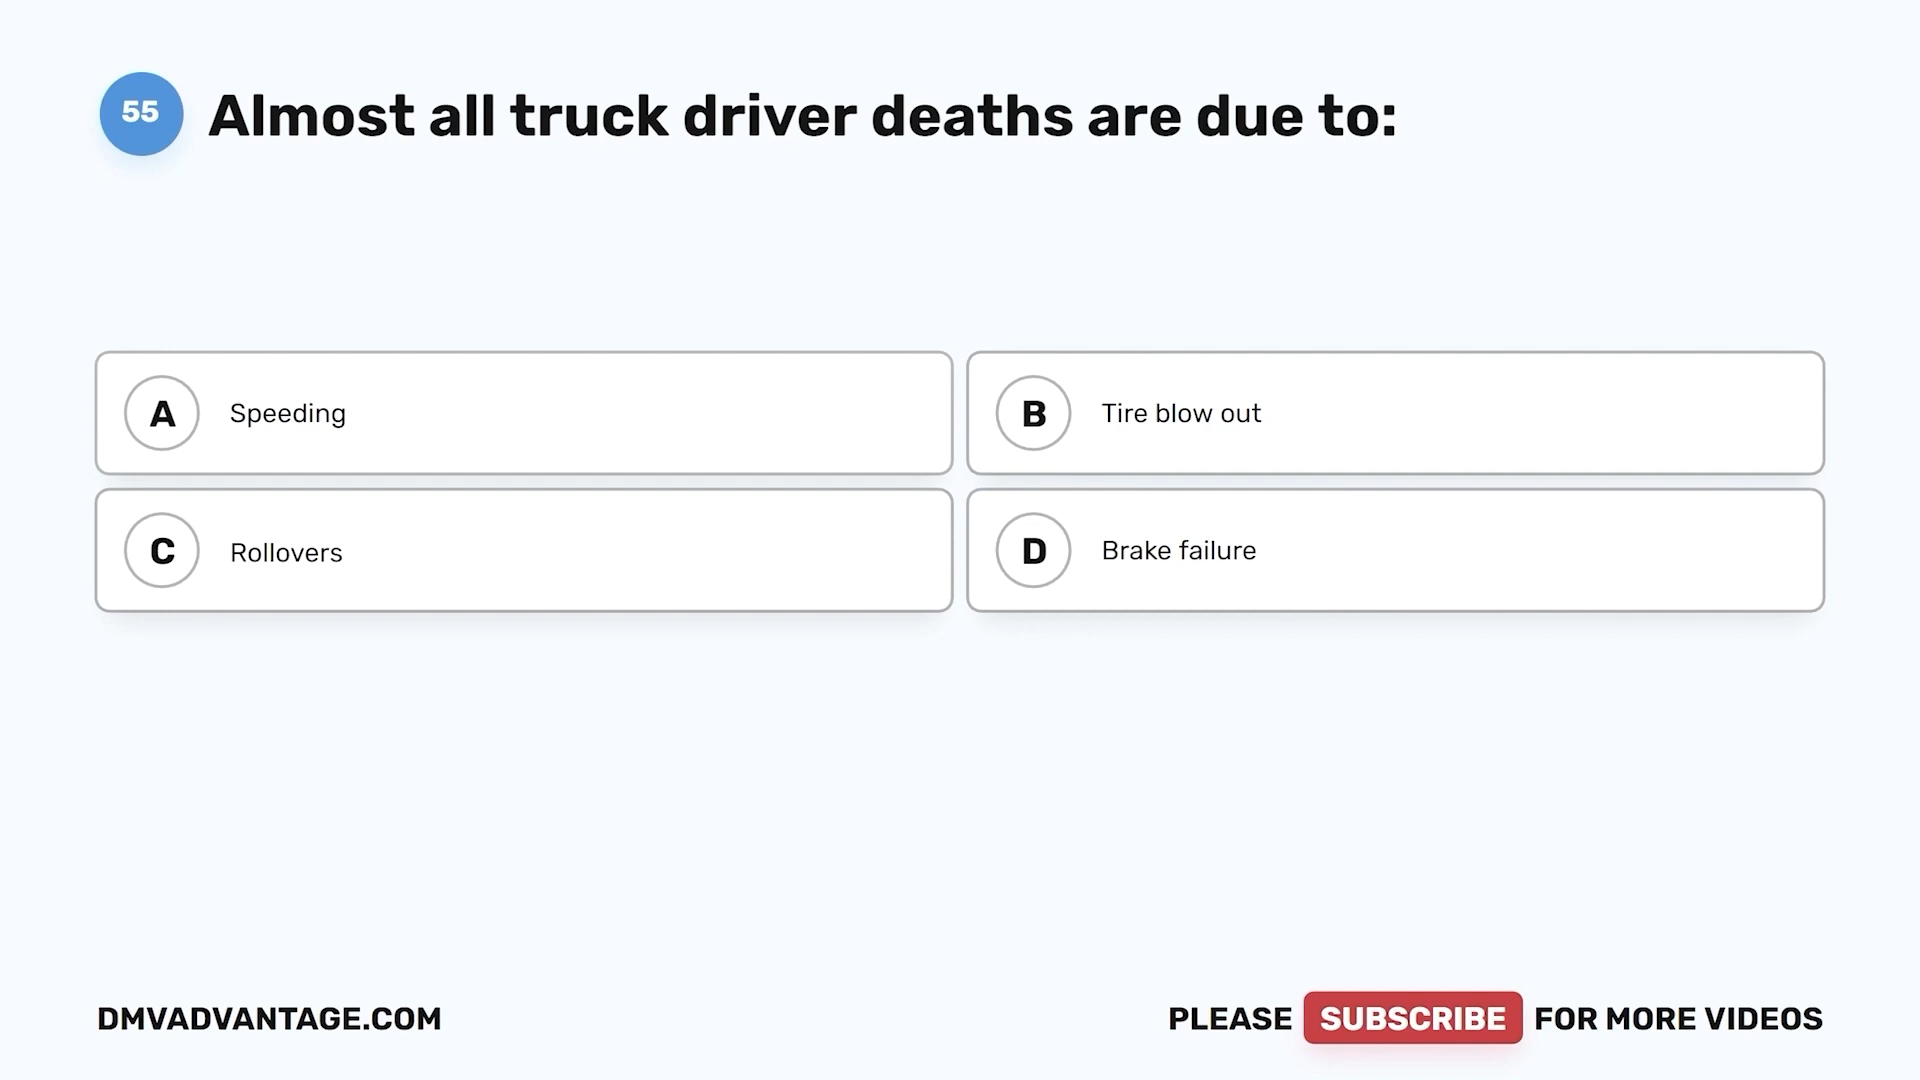 55 Almost all truck driver deaths are due to:
A Speeding
B Tire blow out
C Rollovers
D Brake failure
DMVADVANTAGE.COM
PLEASE SUBSCRIBE FOR MORE VIDEOS